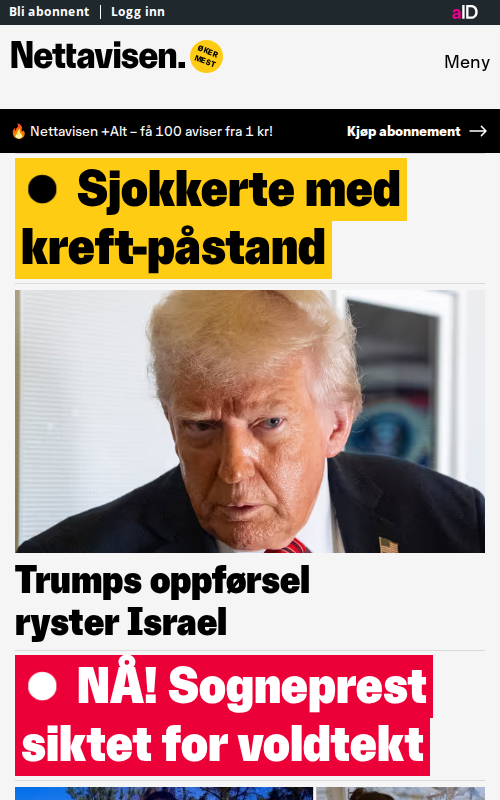 Bli abonnent | Logg inn
aID
Nettavisen.
ØKER
MEST
Meny
Nettavisen +Alt – få 100 aviser fra 1 kr!
Kjøp abonnement
Sjokkerte med
kreft-påstand
Trumps oppførsel
ryster Israel
NÅ! Sogneprest
siktet for voldtekt